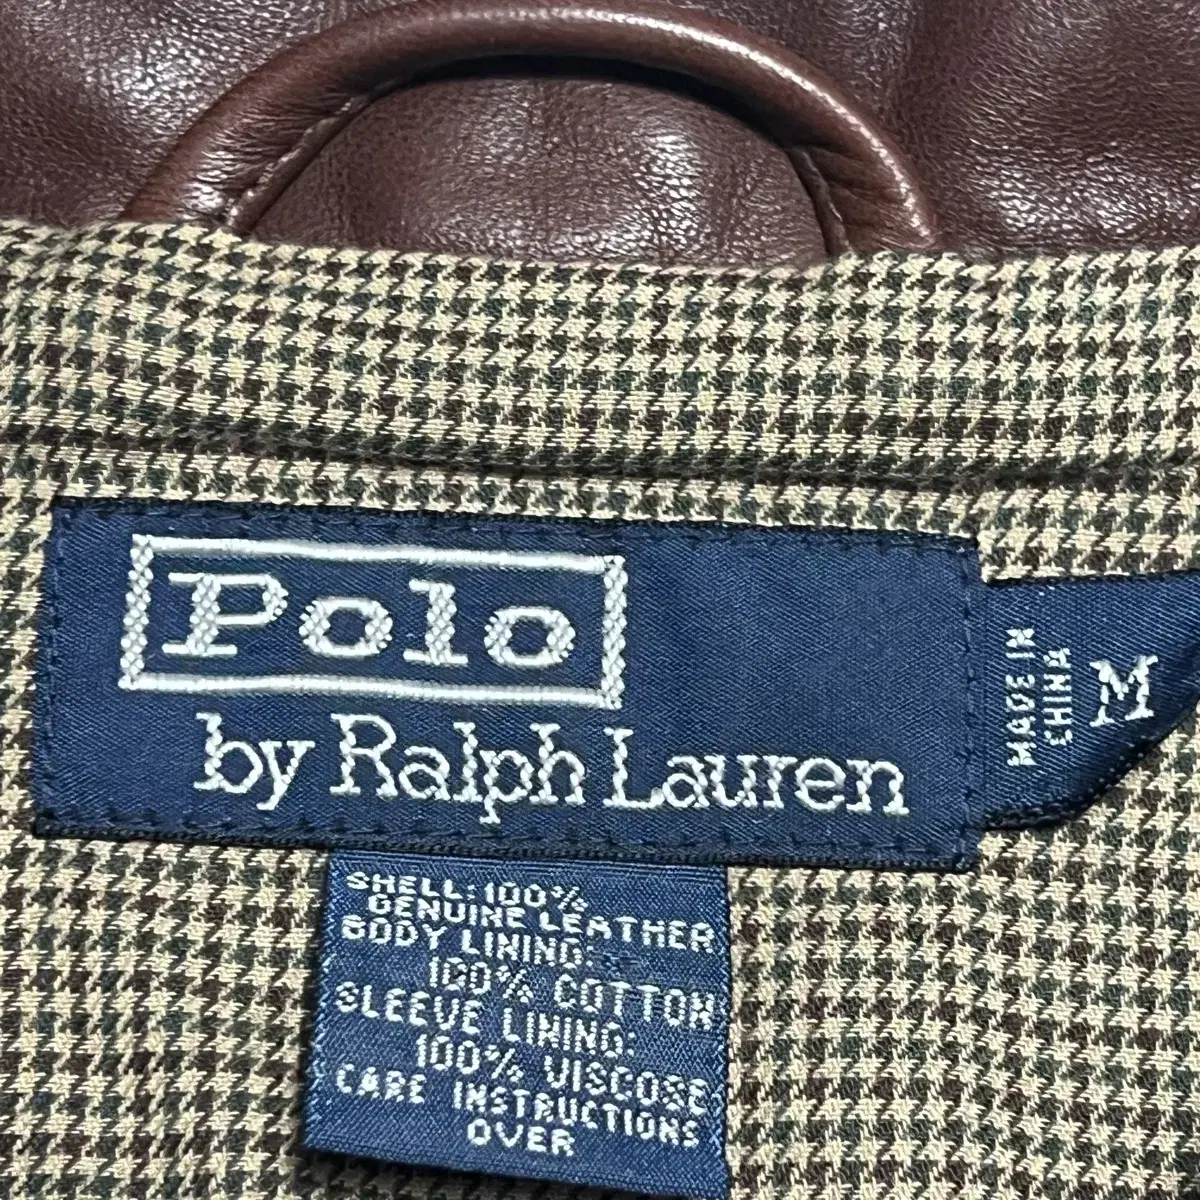 Polo
by Ralph Lauren
MADE IN
CHINA
M
SHELL: 100%
GENUINE LEATHER
BODY LINING:
100% COTTON
SLEEVE LINING:
100% VISCOSE
CARE INSTRUCTIONS
OVER